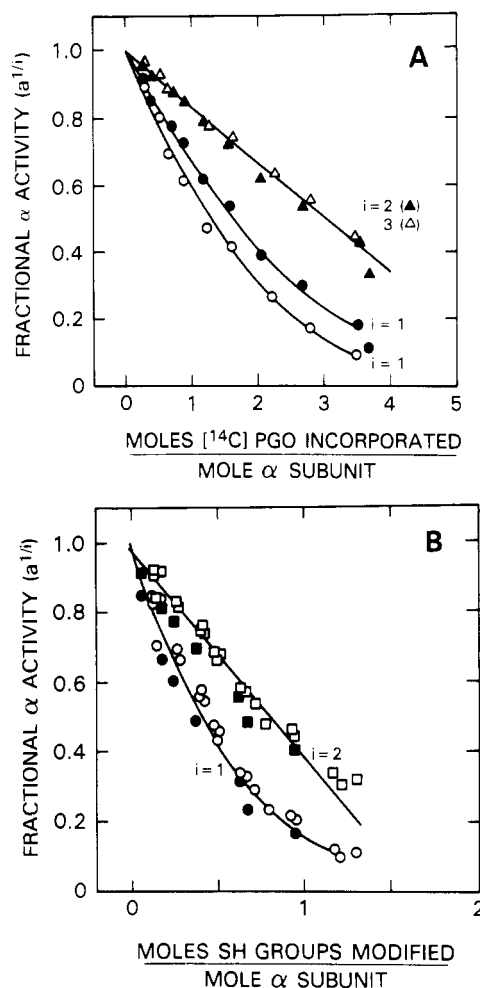 A
FRACTIONAL α ACTIVITY (a^{1/i})
1.0
0.8
0.6
0.4
0.2
0
i = 2 (▲)
3 (△)
i = 1
i = 1
0 1 2 3 4 5
MOLES [¹⁴C] PGO INCORPORATED
MOLE α SUBUNIT
B
FRACTIONAL α ACTIVITY (a^{1/i})
1.0
0.8
0.6
0.4
0.2
0
i = 2
i = 1
0 1 2
MOLES SH GROUPS MODIFIED
MOLE α SUBUNIT